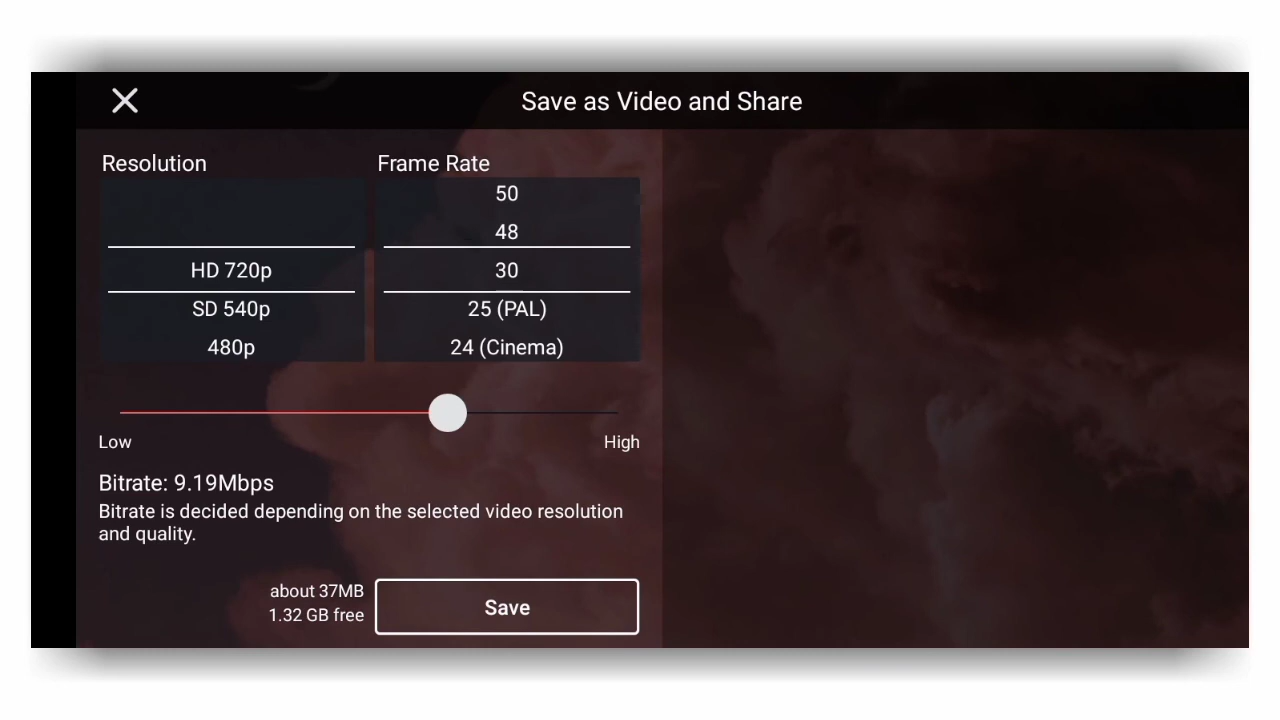 Save as Video and Share
Resolution
Frame Rate
50
48
HD 720p
30
SD 540p
25 (PAL)
480p
24 (Cinema)
Low
High
Bitrate: 9.19Mbps
Bitrate is decided depending on the selected video resolution
and quality.
about 37MB
1.32 GB free
Save